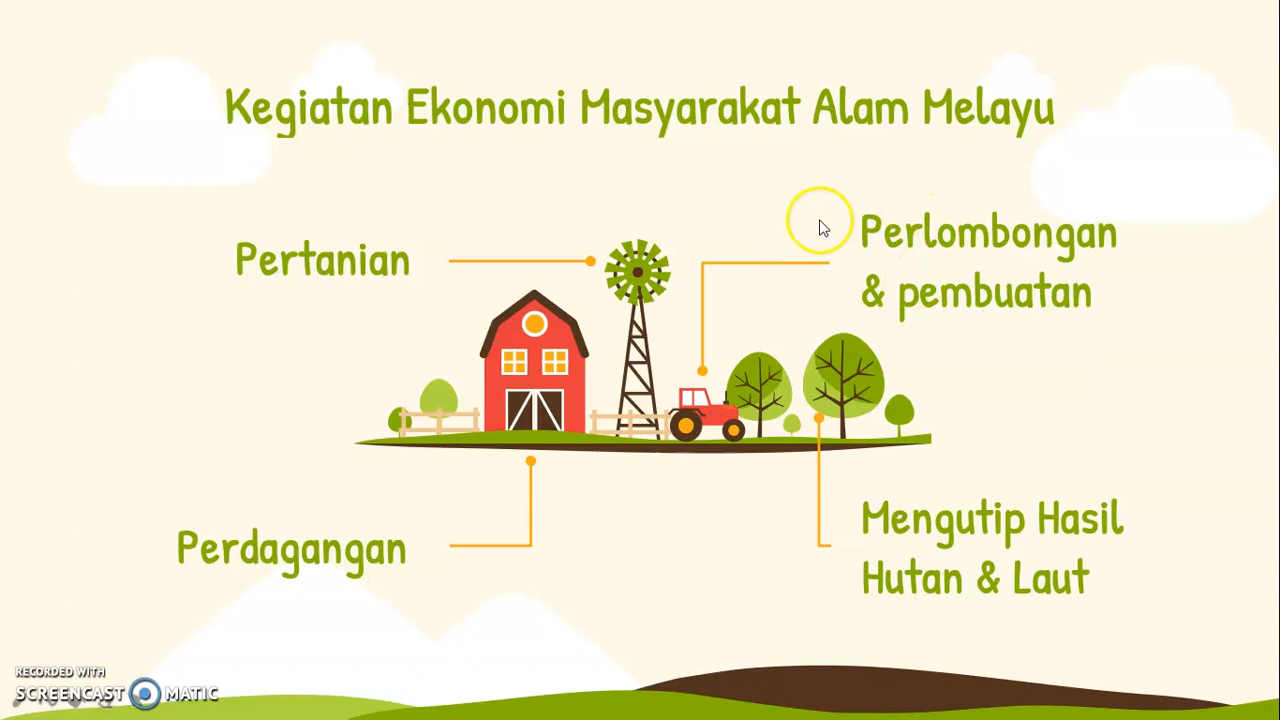 Kegiatan Ekonomi Masyarakat Alam Melayu
Pertanian
Perlombongan
& pembuatan
Perdagangan
Mengutip Hasil
Hutan & Laut
RECORDED WITH
SCREENCAST MATIC